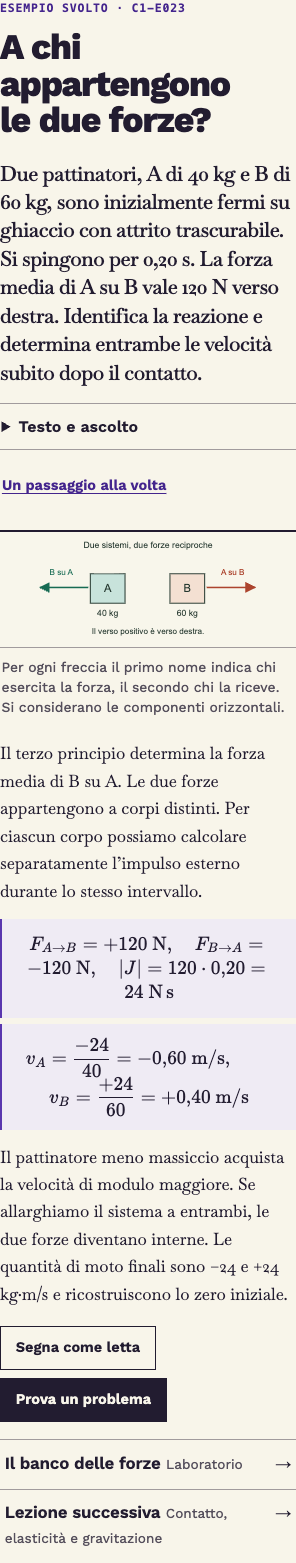 ESEMPIO SVOLTO · C1-E023
A chi
appartengono
le due forze?
Due pattinatori, A di 40 kg e B di
60 kg, sono inizialmente fermi su
ghiaccio con attrito trascurabile.
Si spingono per 0,20 s. La forza
media di A su B vale 120 N verso
destra. Identifica la reazione e
determina entrambe le velocità
subito dopo il contatto.
▶ Testo e ascolto
Un passaggio alla volta
Due sistemi, due forze reciproche
B su A A su B
A B
40 kg 60 kg
Il verso positivo è verso destra.
Per ogni freccia il primo nome indica chi
esercita la forza, il secondo chi la riceve.
Si considerano le componenti orizzontali.
Il terzo principio determina la forza
media di B su A. Le due forze
appartengono a corpi distinti. Per
ciascun corpo possiamo calcolare
separatamente l’impulso esterno
durante lo stesso intervallo.
F_{A→B} = +120 N, F_{B→A} =
−120 N, |J| = 120 · 0,20 =
24 N s
v_A = −24/40 = −0,60 m/s,
v_B = +24/60 = +0,40 m/s
Il pattinatore meno massiccio acquista
la velocità di modulo maggiore. Se
allarghiamo il sistema a entrambi, le
due forze diventano interne. Le
quantità di moto finali sono −24 e +24
kg·m/s e ricostruiscono lo zero iniziale.
Segna come letta
Prova un problema
Il banco delle forze Laboratorio →
Lezione successiva Contatto, →
elasticità e gravitazione